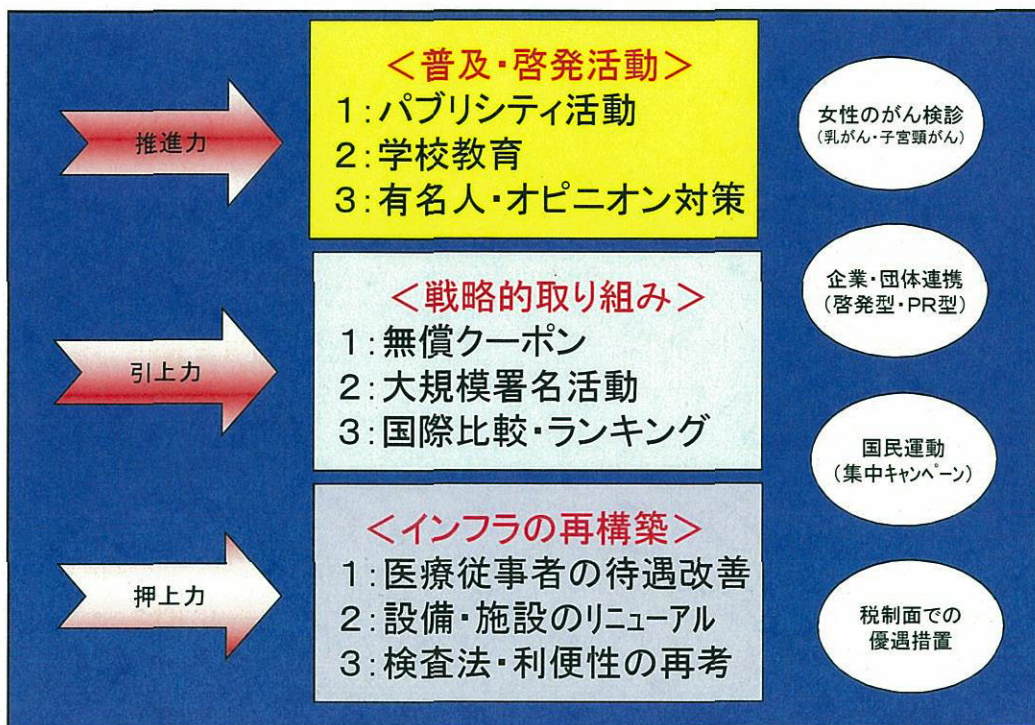 推進力
<普及・啓発活動>
1:パブリシティ活動
2:学校教育
3:有名人・オピニオン対策
引上力
<戦略的取り組み>
1:無償クーポン
2:大規模署名活動
3:国際比較・ランキング
押上力
<インフラの再構築>
1:医療従事者の待遇改善
2:設備・施設のリニューアル
3:検査法・利便性の再考
女性のがん検診
(乳がん・子宮頸がん)
企業・団体連携
(啓発型・PR型)
国民運動
(集中キャンペーン)
税制面での
優遇措置